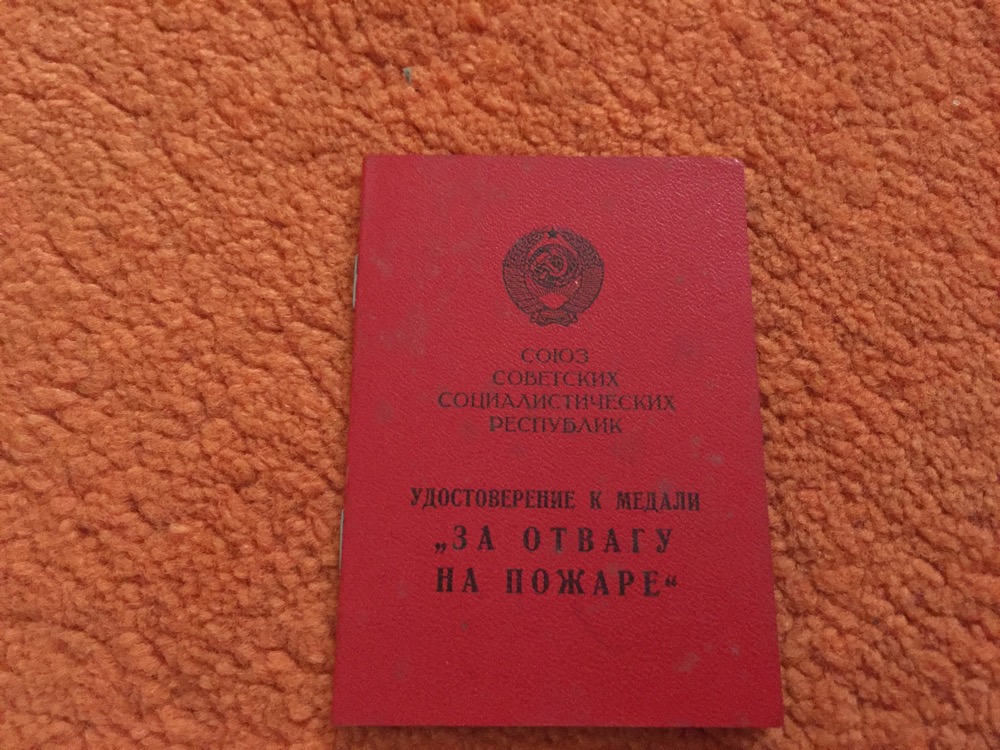 СОЮЗ
СОВЕТСКИХ
СОЦИАЛИСТИЧЕСКИХ
РЕСПУБЛИК
УДОСТОВЕРЕНИЕ К МЕДАЛИ
„ЗА ОТВАГУ
НА ПОЖАРЕ“